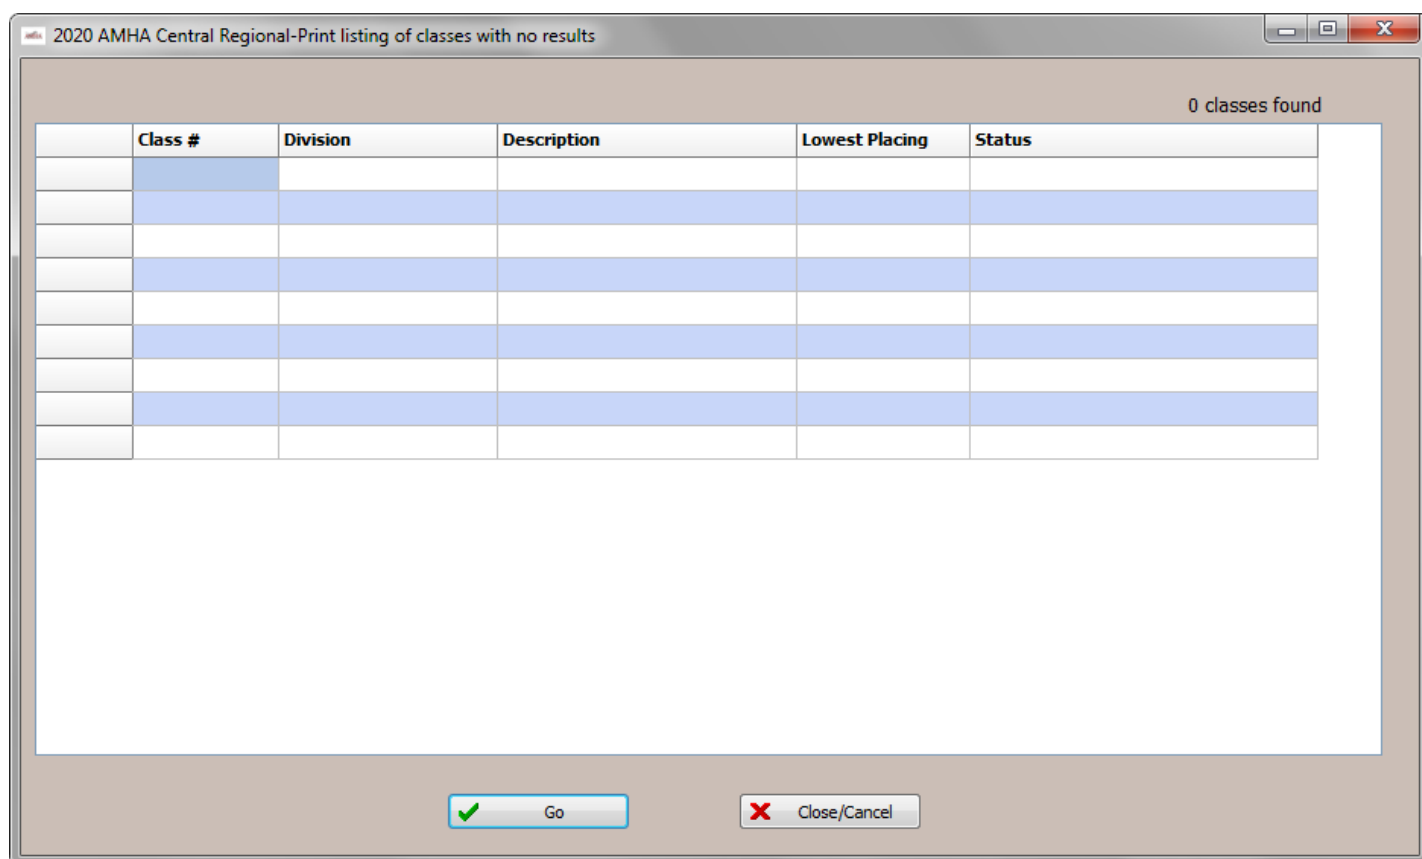 2020 AMHA Central Regional-Print listing of classes with no results
0 classes found
Class # Division Description Lowest Placing Status
Go Close/Cancel